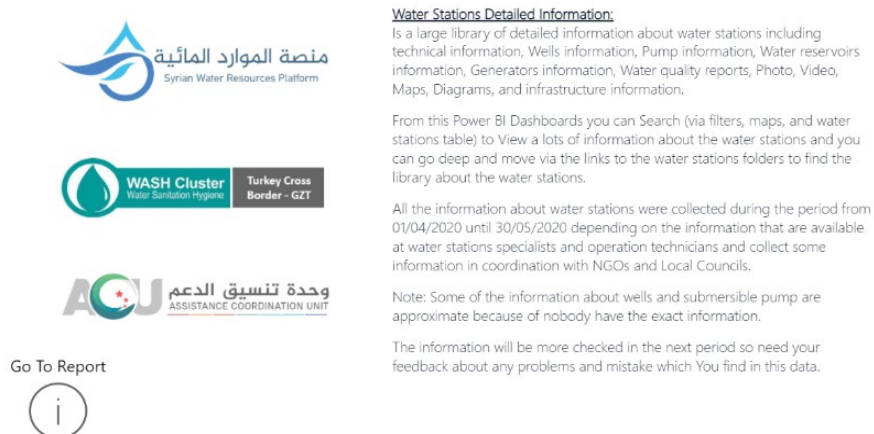 منصة الموارد المائية
Syrian Water Resources Platform
WASH Cluster
Water Sanitation Hygiene
Turkey Cross
Border - GZT
ACU
وحدة تنسيق الدعم
ASSISTANCE COORDINATION UNIT
Go To Report
i
Water Stations Detailed Information:
Is a large library of detailed information about water stations including
technical information, Wells information, Pump information, Water reservoirs
information, Generators information, Water quality reports, Photo, Video,
Maps, Diagrams, and infrastructure information.
From this Power BI Dashboards you can Search (via filters, maps, and water
stations table) to View a lots of information about the water stations and you
can go deep and move via the links to the water stations folders to find the
library about the water stations.
All the information about water stations were collected during the period from
01/04/2020 until 30/05/2020 depending on the information that are available
at water stations specialists and operation technicians and collect some
information in coordination with NGOs and Local Councils.
Note: Some of the information about wells and submersible pump are
approximate because of nobody have the exact information.
The information will be more checked in the next period so need your
feedback about any problems and mistake which You find in this data.